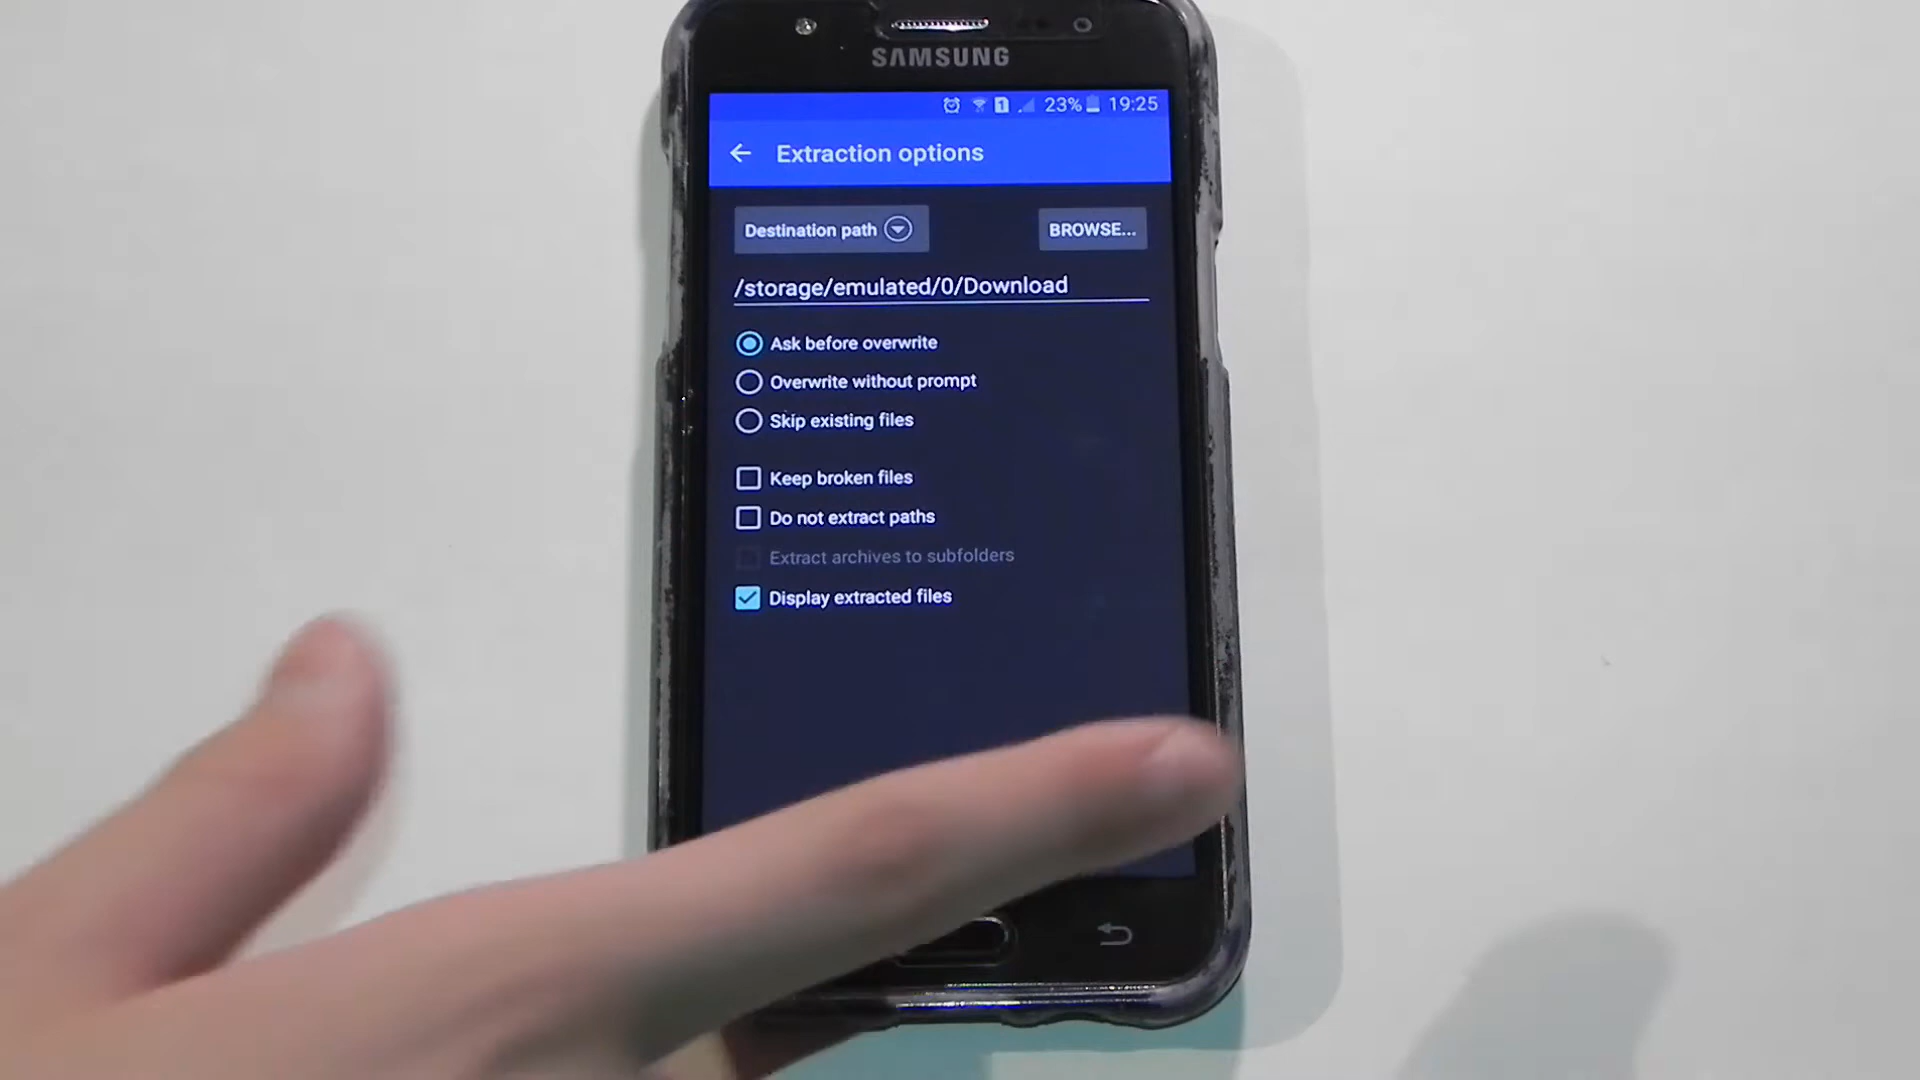 SAMSUNG
1 23% 19:25
Extraction options
Destination path BROWSE...
/storage/emulated/0/Download
Ask before overwrite
Overwrite without prompt
Skip existing files
Keep broken files
Do not extract paths
Extract archives to subfolders
Display extracted files